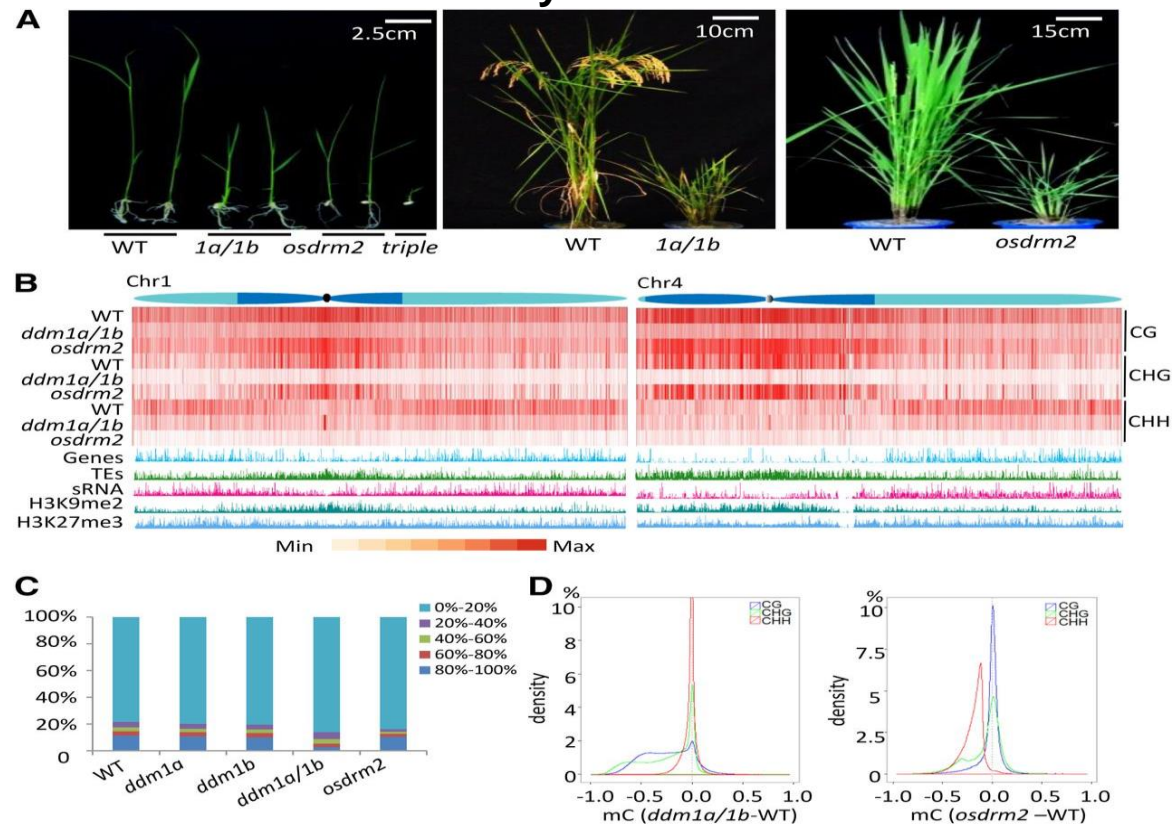 A
2.5cm
10cm
15cm
WT 1a/1b osdrm2 triple
WT 1a/1b
WT osdrm2
B
Chr1
Chr4
WT
ddm1a/1b
osdrm2
CG
WT
ddm1a/1b
osdrm2
CHG
WT
ddm1a/1b
osdrm2
CHH
Genes
TEs
sRNA
H3K9me2
H3K27me3
Min Max
C
100%
80%
60%
40%
20%
0
WT ddm1a ddm1b ddm1a/1b osdrm2
0%-20%
20%-40%
40%-60%
60%-80%
80%-100%
D
%
10
8
6
4
2
0
density
CG
CHG
CHH
-1.0 -0.5 0.0 0.5 1.0
mC (ddm1a/1b-WT)
%
10
7.5
5
2.5
0
density
CG
CHG
CHH
-1.0 -0.5 0.0 0.5 1.0
mC (osdrm2 –WT)